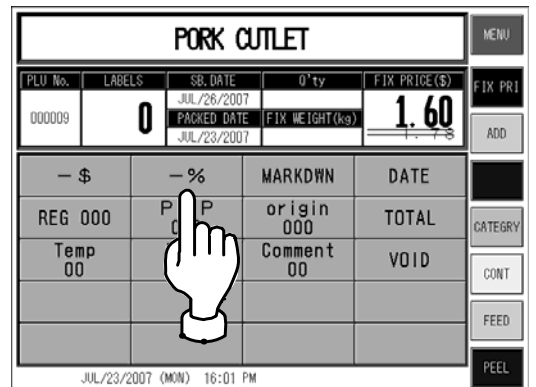 PORK CUTLET
MENU
PLU No. LABELS SB. DATE Q'ty FIX PRICE($)
FIX PRI
JUL/26/2007
000009 0 PACKED DATE FIX WEIGHT(kg) 1.60
JUL/23/2007 1.78
ADD
－$ －% MARKDWN DATE
REG 000 P P origin 000 TOTAL
CATEGRY
Temp 00 Comment 00 VOID
CONT
FEED
PEEL
JUL/23/2007 (MON) 16:01 PM